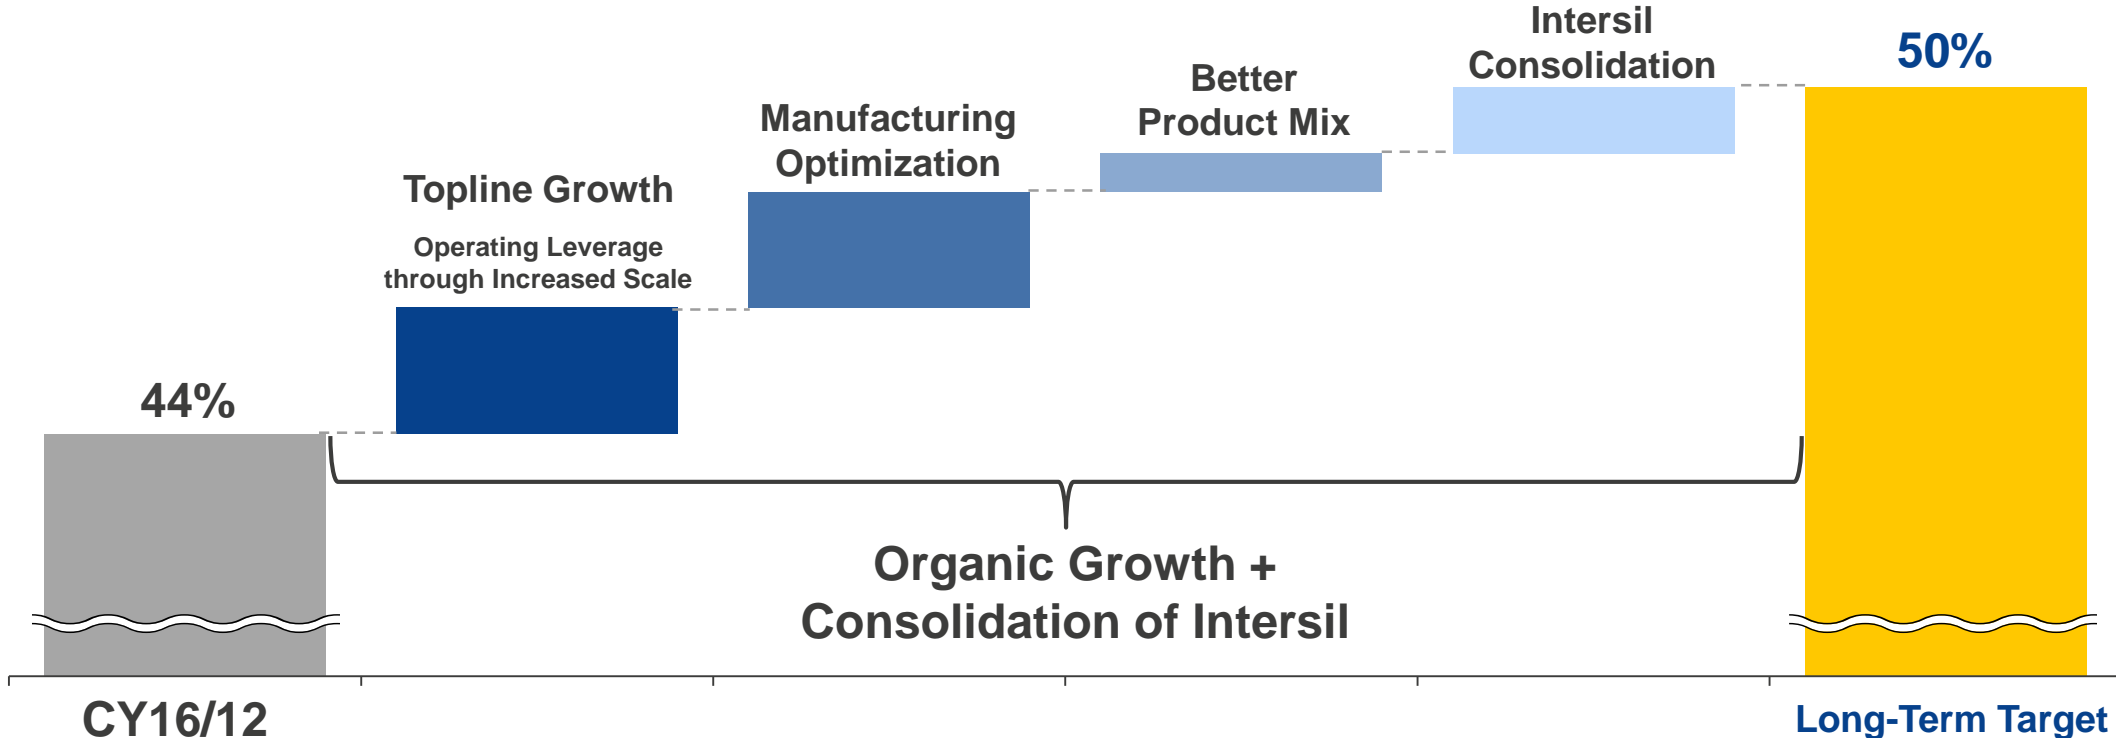 44%
Topline Growth
Operating Leverage
through Increased Scale
Manufacturing
Optimization
Better
Product Mix
Intersil
Consolidation
50%
Organic Growth +
Consolidation of Intersil
CY16/12
Long-Term Target